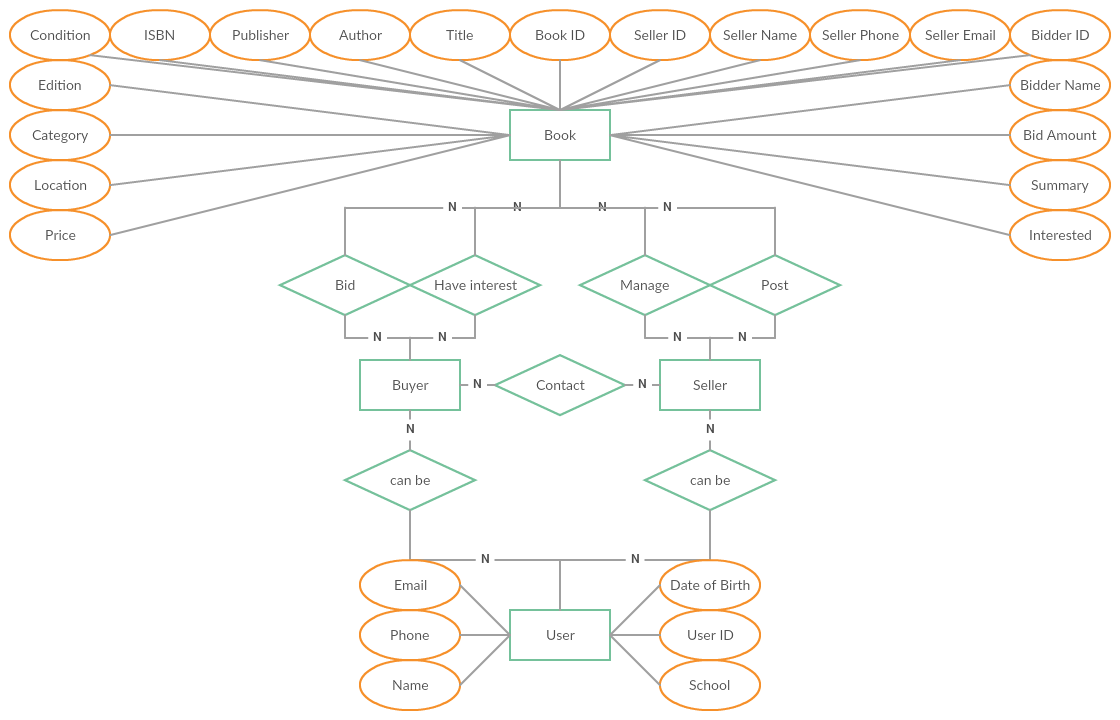 Condition
ISBN
Publisher
Author
Title
Book ID
Seller ID
Seller Name
Seller Phone
Seller Email
Bidder ID
Edition
Bidder Name
Category
Book
Bid Amount
Location
Summary
Price
Interested
N
N
N
N
Bid
Have interest
Manage
Post
N
N
N
N
Buyer
N
Contact
N
Seller
N
N
can be
can be
N
N
Email
Date of Birth
Phone
User
User ID
Name
School